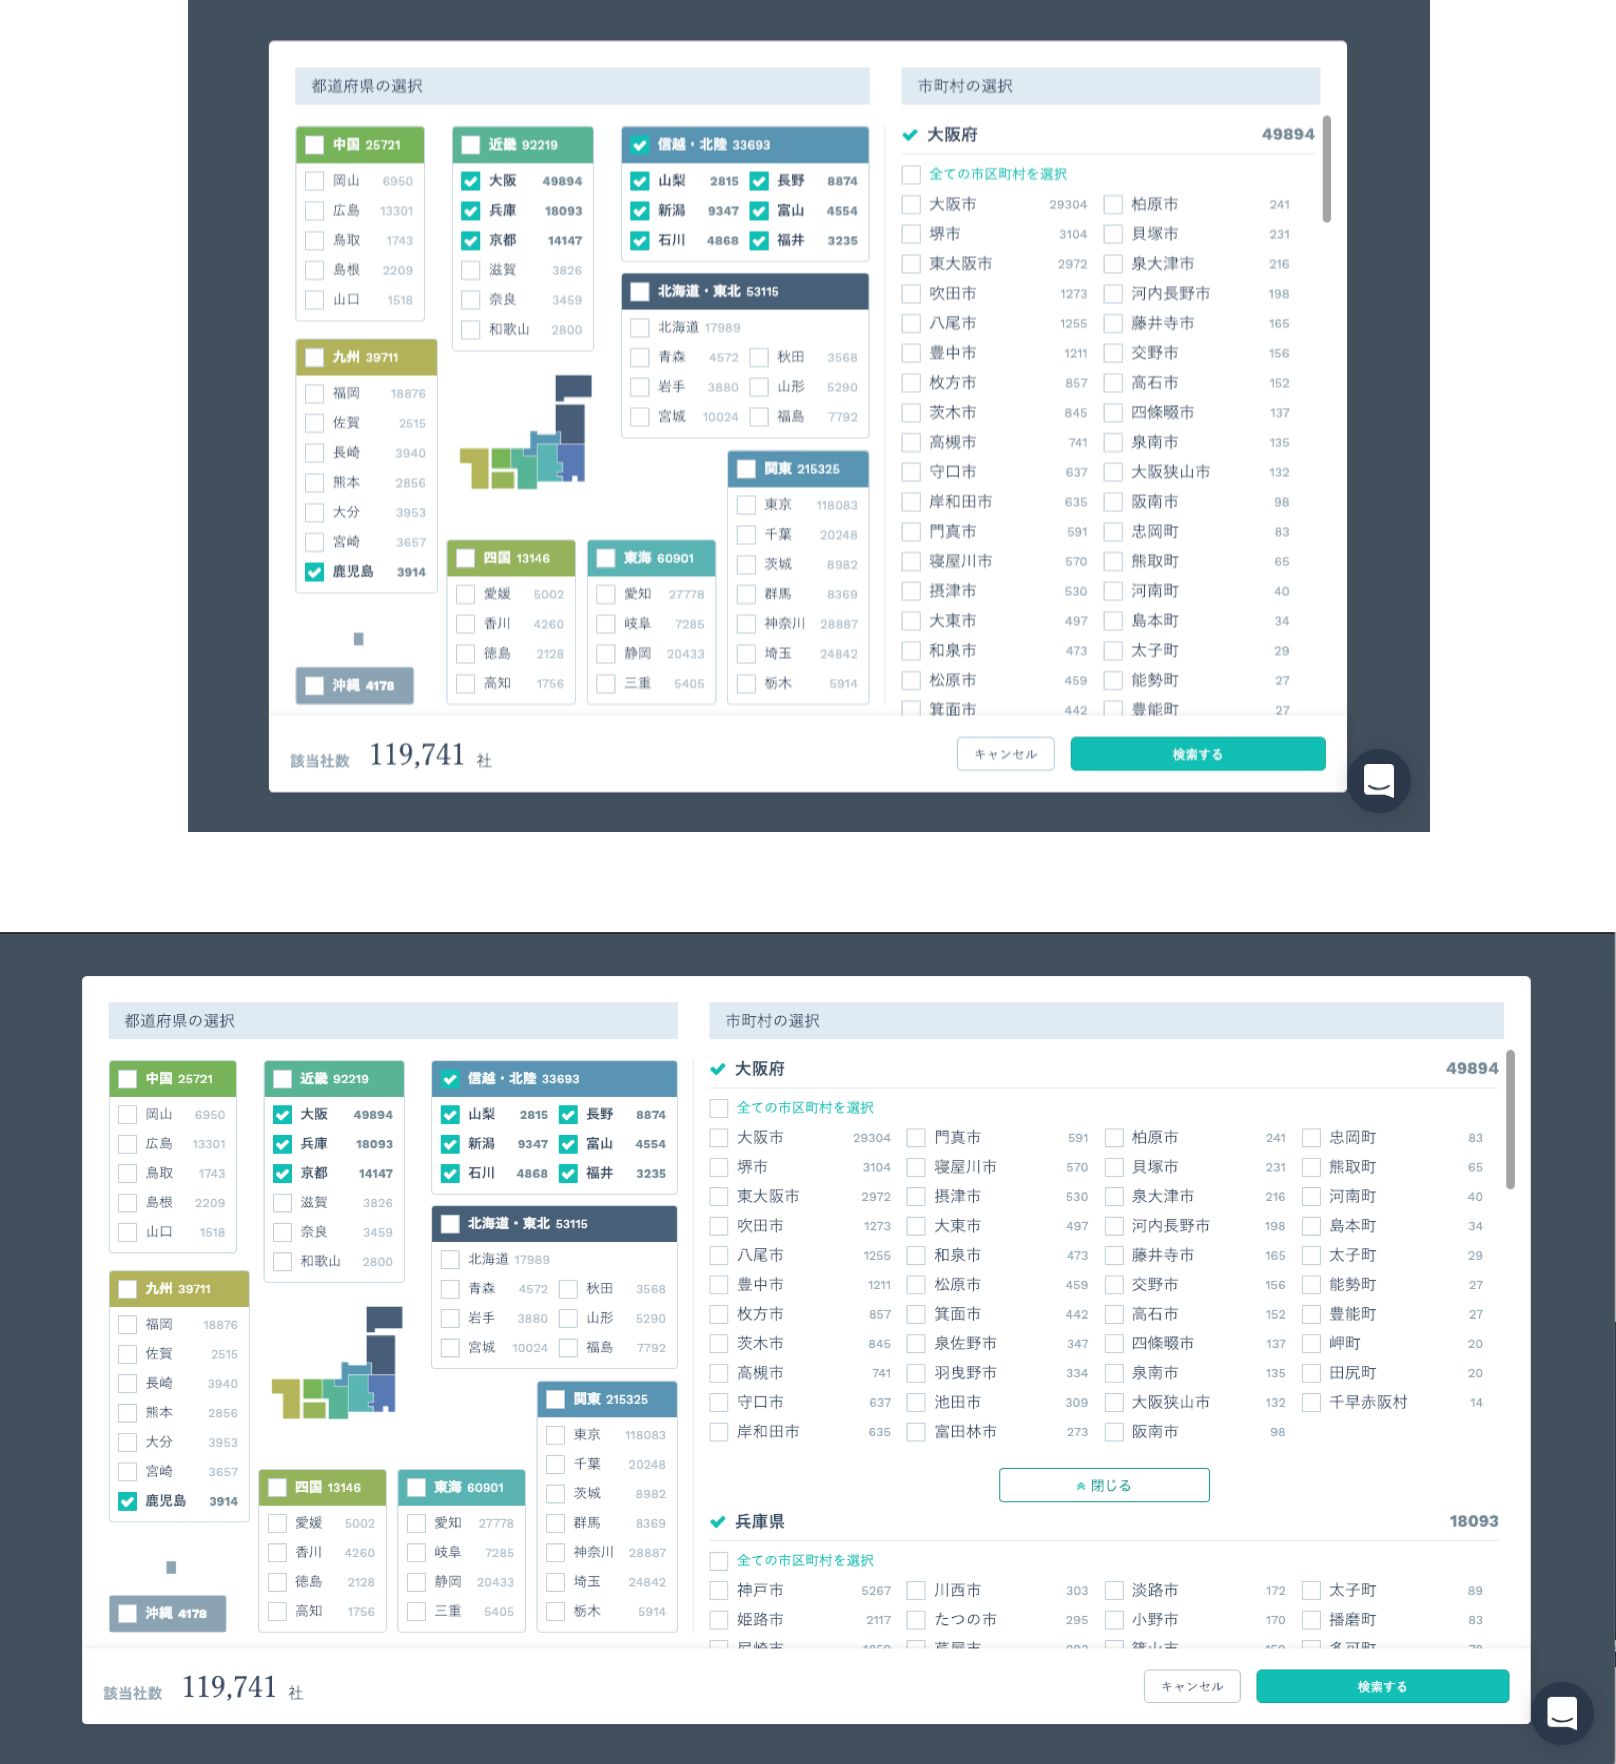 都道府県の選択
中国 25721
岡山 6950
広島 13301
鳥取 1743
島根 2209
山口 1518
九州 39711
福岡 18876
佐賀 2515
長崎 3940
熊本 2856
大分 3953
宮崎 3657
鹿児島 3914
沖縄 4178
近畿 92219
大阪 49894
兵庫 18093
京都 14147
滋賀 3826
奈良 3459
和歌山 2800
信越・北陸 33693
山梨 2815 長野 8874
新潟 9347 富山 4554
石川 4868 福井 3235
北海道・東北 53115
北海道 17989
青森 4572 秋田 3568
岩手 3880 山形 5290
宮城 10024 福島 7792
四国 13146
愛媛 5002
香川 4260
徳島 2128
高知 1756
東海 60901
愛知 27778
岐阜 7285
静岡 20433
三重 5405
関東 215325
東京 118083
千葉 20248
茨城 8982
群馬 8369
神奈川 28887
埼玉 24842
栃木 5914
市町村の選択
大阪府 49894
全ての市区町村を選択
大阪市 29304 柏原市 241
堺市 3104 貝塚市 231
東大阪市 2972 泉大津市 216
吹田市 1273 河内長野市 198
八尾市 1255 藤井寺市 165
豊中市 1211 交野市 156
枚方市 857 高石市 152
茨木市 845 四條畷市 137
高槻市 741 泉南市 135
守口市 637 大阪狭山市 132
岸和田市 635 阪南市 98
門真市 591 忠岡町 83
寝屋川市 570 熊取町 65
摂津市 530 河南町 40
大東市 497 島本町 34
和泉市 473 太子町 29
松原市 459 能勢町 27
箕面市 442 豊能町 27
該当社数 119,741 社
キャンセル
検索する
都道府県の選択
中国 25721
岡山 6950
広島 13301
鳥取 1743
島根 2209
山口 1518
九州 39711
福岡 18876
佐賀 2515
長崎 3940
熊本 2856
大分 3953
宮崎 3657
鹿児島 3914
沖縄 4178
近畿 92219
大阪 49894
兵庫 18093
京都 14147
滋賀 3826
奈良 3459
和歌山 2800
信越・北陸 33693
山梨 2815 長野 8874
新潟 9347 富山 4554
石川 4868 福井 3235
北海道・東北 53115
北海道 17989
青森 4572 秋田 3568
岩手 3880 山形 5290
宮城 10024 福島 7792
四国 13146
愛媛 5002
香川 4260
徳島 2128
高知 1756
東海 60901
愛知 27778
岐阜 7285
静岡 20433
三重 5405
関東 215325
東京 118083
千葉 20248
茨城 8982
群馬 8369
神奈川 28887
埼玉 24842
栃木 5914
市町村の選択
大阪府 49894
全ての市区町村を選択
大阪市 29304 門真市 591 柏原市 241 忠岡町 83
堺市 3104 寝屋川市 570 貝塚市 231 熊取町 65
東大阪市 2972 摂津市 530 泉大津市 216 河南町 40
吹田市 1273 大東市 497 河内長野市 198 島本町 34
八尾市 1255 和泉市 473 藤井寺市 165 太子町 29
豊中市 1211 松原市 459 交野市 156 能勢町 27
枚方市 857 箕面市 442 高石市 152 豊能町 27
茨木市 845 泉佐野市 347 四條畷市 137 岬町 20
高槻市 741 羽曳野市 334 泉南市 135 田尻町 20
守口市 637 池田市 309 大阪狭山市 132 千早赤阪村 14
岸和田市 635 富田林市 273 阪南市 98
閉じる
兵庫県 18093
全ての市区町村を選択
神戸市 5267 川西市 303 淡路市 172 太子町 89
姫路市 2117 たつの市 295 小野市 170 播磨町 83
該当社数 119,741 社
キャンセル
検索する